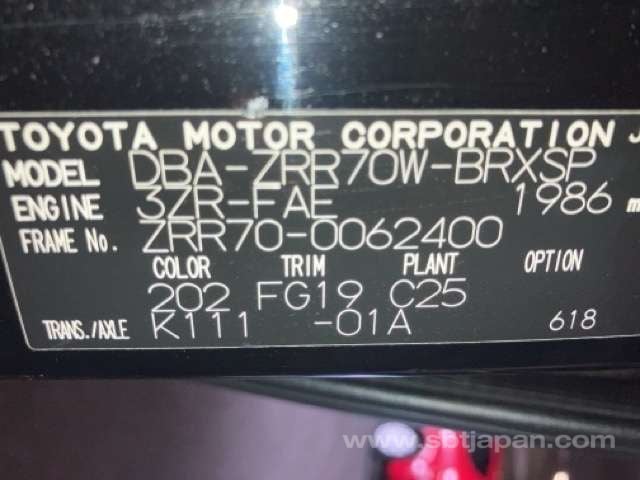 TOYOTA MOTOR CORPORATION J
MODEL DBA-ZRR70W-BRXSP
ENGINE 3ZR-FAE 1986 m
FRAME No. ZRR70-0062400
COLOR TRIM PLANT OPTION
202 FG19 C25
TRANS./AXLE K111 -01A 618
www.sbtjapan.com